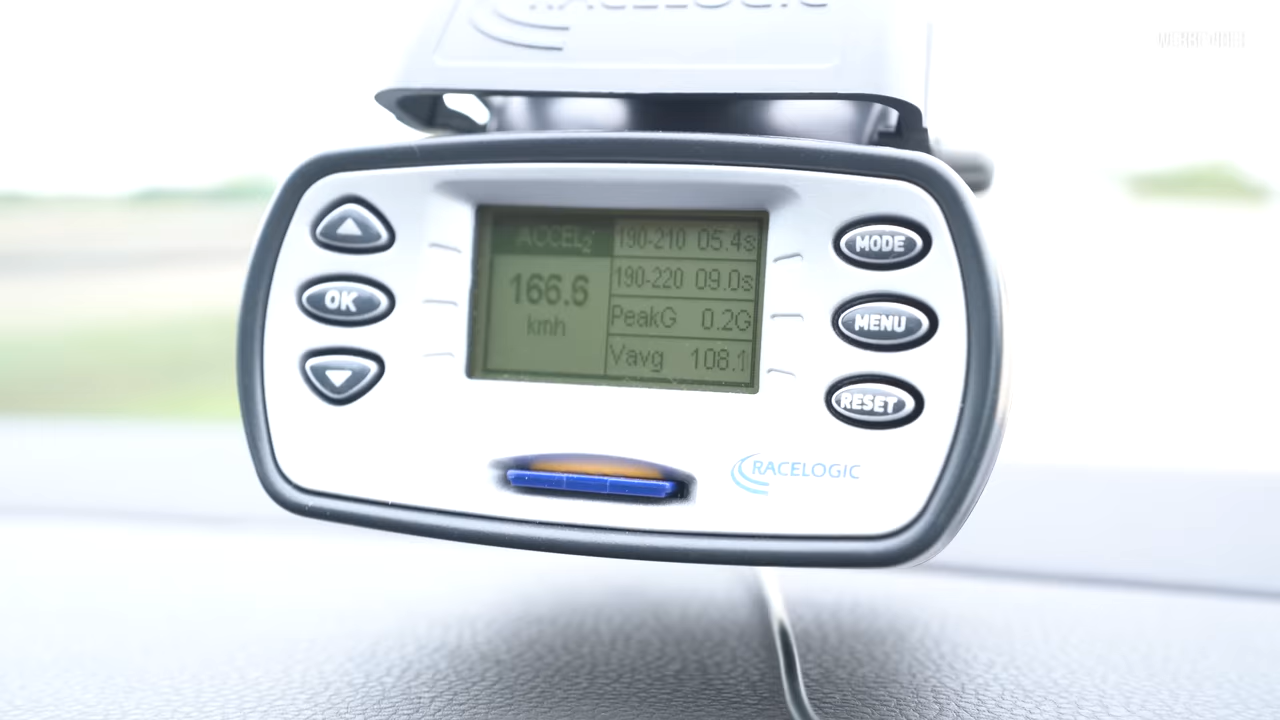 RACELOGIC
ACCEL
166.6
kmh
190-210 05.4s
190-220 09.0s
PeakG 0.2G
Vavg 108.1
OK
MODE
MENU
RESET
RACELOGIC